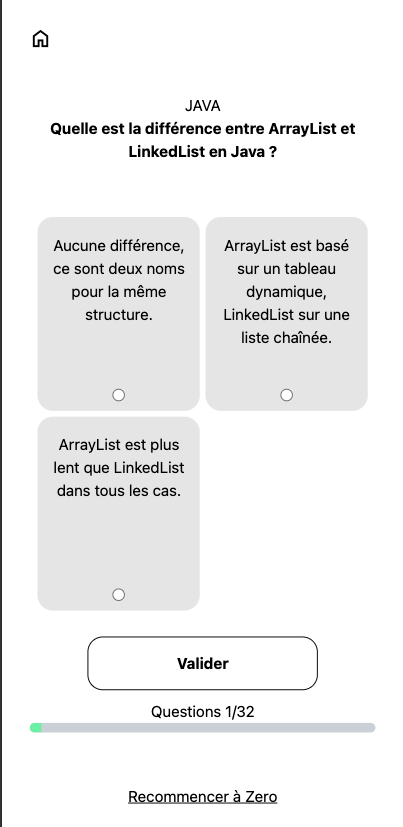 JAVA
Quelle est la différence entre ArrayList et
LinkedList en Java ?
Aucune différence,
ce sont deux noms
pour la même
structure.
ArrayList est basé
sur un tableau
dynamique,
LinkedList sur une
liste chaînée.
ArrayList est plus
lent que LinkedList
dans tous les cas.
Valider
Questions 1/32
Recommencer à Zero